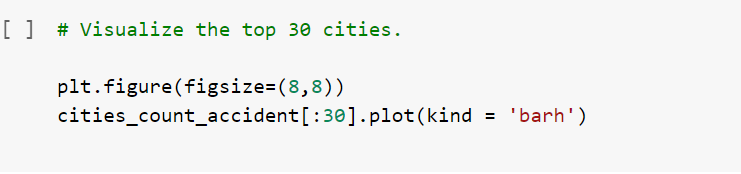 [ ] # Visualize the top 30 cities.
plt.figure(figsize=(8,8))
cities_count_accident[:30].plot(kind = 'barh')